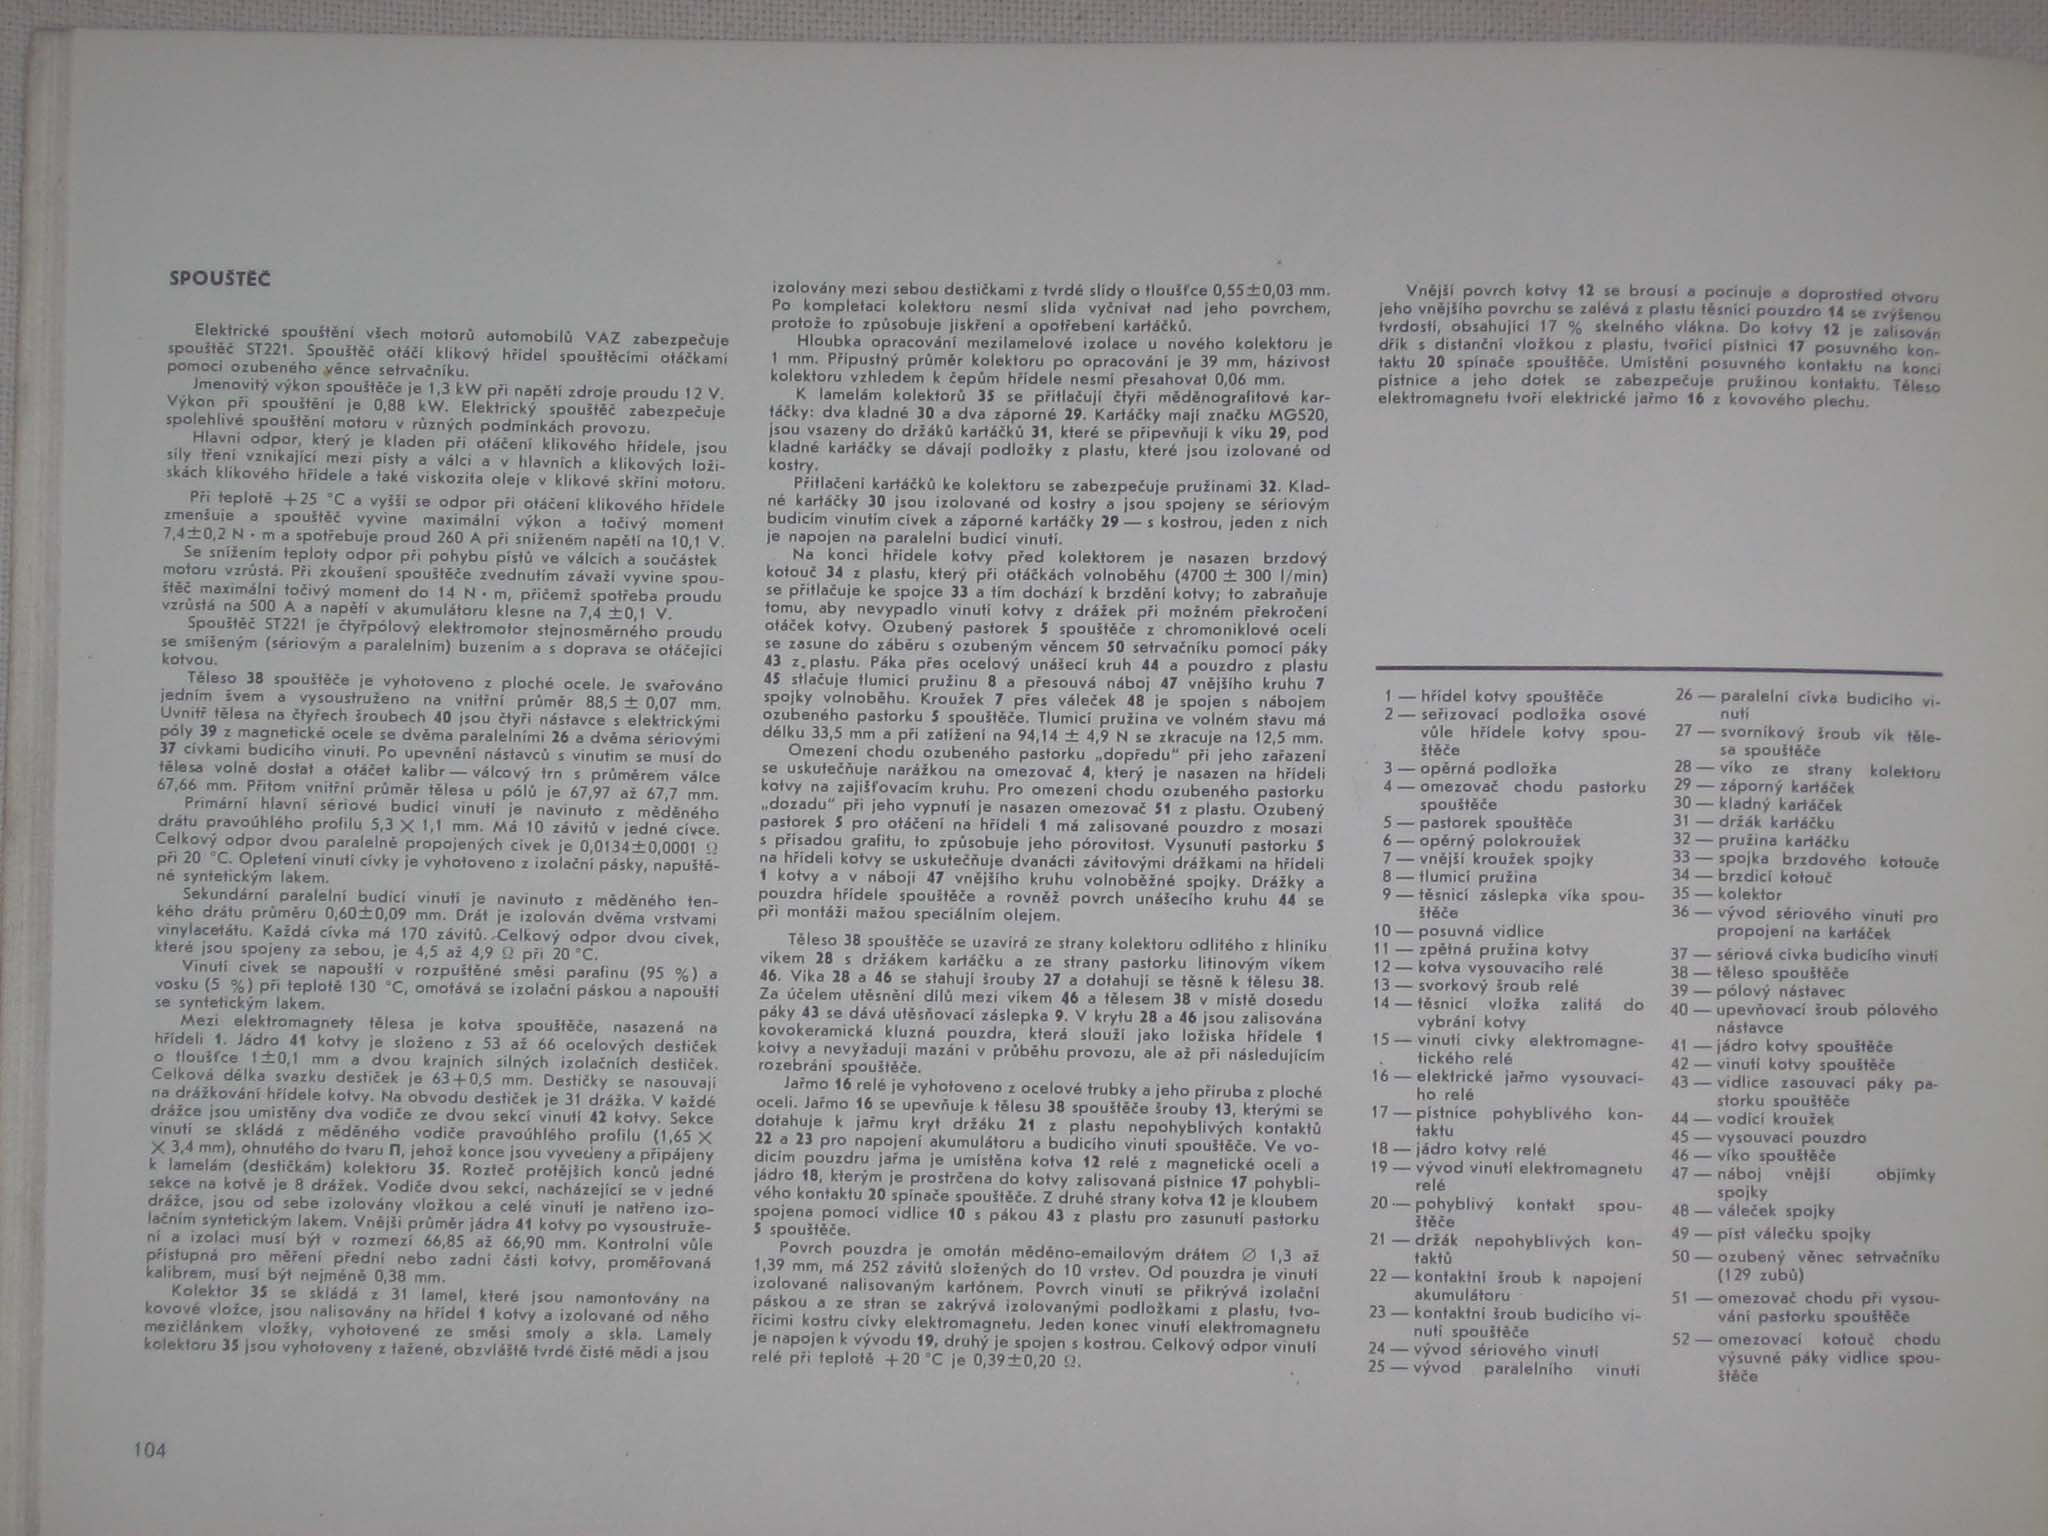 SPOUŠTĚČ
Elektrické spouštění všech motorů automobilů VAZ zabezpečuje
spouštěč ST221. Spouštěč otáčí klikový hřídel spouštěcími otáčkami
pomocí ozubeného věnce setrvačníku.
Jmenovitý výkon spouštěče je 1,3 kW při napětí zdroje proudu 12 V.
Výkon při spouštění je 0,88 kW. Elektrický spouštěč zabezpečuje
spolehlivé spouštění motoru v různých podmínkách provozu.
Hlavní odpor, který je kladen při otáčení klikového hřídele, jsou
síly tření vznikající mezi písty a válci a v hlavních a klikových loži-
skách klikového hřídele a také viskozita oleje v klikové skříni motoru.
Při teplotě +25 °C a vyšší se odpor při otáčení klikového hřídele
zmenšuje a spouštěč vyvine maximální výkon a točivý moment
7,4±0,2 N · m a spotřebuje proud 260 A při sníženém napětí na 10,1 V.
Se snížením teploty odpor při pohybu pístů ve válcích a součástek
motoru vzrůstá. Při zkoušení spouštěče zvednutím závaží vyvine spou-
štěč maximální točivý moment do 14 N · m, přičemž spotřeba proudu
vzrůstá na 500 A a napětí v akumulátoru klesne na 7,4 ±0,1 V.
Spouštěč ST221 je čtyřpólový elektromotor stejnosměrného proudu
se smíšeným (sériovým a paralelním) buzením a s doprava se otáčející
kotvou.
Těleso 38 spouštěče je vyhotoveno z ploché ocele. Je svařováno
jedním švem a vysoustruženo na vnitřní průměr 88,5 ± 0,07 mm.
Uvnitř tělesa na čtyřech šroubech 40 jsou čtyři nástavce s elektrickými
póly 39 z magnetické ocele se dvěma paralelními 26 a dvěma sériovými
37 cívkami budicího vinutí. Po upevnění nástavců s vinutím se musí do
tělesa volně dostat a otáčet kalibr — válcový trn s průměrem válce
67,66 mm. Přitom vnitřní průměr tělesa u pólů je 67,97 až 67,7 mm.
Primární hlavní sériové budicí vinutí je navinuto z měděného
drátu pravoúhlého profilu 5,3 × 1,1 mm. Má 10 závitů v jedné cívce.
Celkový odpor dvou paralelně propojených cívek je 0,0134±0,0001 Ω
při 20 °C. Opletení vinutí cívky je vyhotoveno z izolační pásky, napuště-
né syntetickým lakem.
Sekundární paralelní budicí vinutí je navinuto z měděného ten-
kého drátu průměru 0,60±0,09 mm. Drát je izolován dvěma vrstvami
vinylacetátu. Každá cívka má 170 závitů. Celkový odpor dvou cívek,
které jsou spojeny za sebou, je 4,5 až 4,9 Ω při 20 °C.
Vinutí cívek se napouští v rozpuštěné směsi parafinu (95 %) a
vosku (5 %) při teplotě 130 °C, omotává se izolační páskou a napouští
se syntetickým lakem.
Mezi elektromagnety tělesa je kotva spouštěče, nasazená na
hřídeli 1. Jádro 41 kotvy je složeno z 53 až 66 ocelových destiček
o tloušťce 1±0,1 mm a dvou krajních silných izolačních destiček.
Celková délka svazku destiček je 63+0,5 mm. Destičky se nasouvají
na drážkování hřídele kotvy. Na obvodu destiček je 31 drážka. V každé
drážce jsou umístěny dva vodiče ze dvou sekcí vinutí 42 kotvy. Sekce
vinutí se skládá z měděného vodiče pravoúhlého profilu (1,65 ×
× 3,4 mm), ohnutého do tvaru Π, jehož konce jsou vyvedeny a připájeny
k lamelám (destičkám) kolektoru 35. Rozteč protějších konců jedné
sekce na kotvě je 8 drážek. Vodiče dvou sekcí, nacházející se v jedné
drážce, jsou od sebe izolovány vložkou a celé vinutí je natřeno izo-
lačním syntetickým lakem. Vnější průměr jádra 41 kotvy po vysoustruže-
ní a izolaci musí být v rozmezí 66,85 až 66,90 mm. Kontrolní vůle
přístupná pro měření přední nebo zadní části kotvy, proměřovaná
kalibrem, musí být nejméně 0,38 mm.
Kolektor 35 se skládá z 31 lamel, které jsou namontovány na
kovové vložce, jsou nalisovány na hřídel 1 kotvy a izolované od něho
mezičlánkem vložky, vyhotovené ze směsi smoly a skla. Lamely
kolektoru 35 jsou vyhotoveny z tažené, obzvláště tvrdé čisté mědi a jsou
izolovány mezi sebou destičkami z tvrdé slídy o tloušťce 0,55±0,03 mm.
Po kompletaci kolektoru nesmí slída vyčnívat nad jeho povrchem,
protože to způsobuje jiskření a opotřebení kartáčků.
Hloubka opracování mezilamelové izolace u nového kolektoru je
1 mm. Přípustný průměr kolektoru po opracování je 39 mm, házivost
kolektoru vzhledem k čepům hřídele nesmí přesahovat 0,06 mm.
K lamelám kolektorů 35 se přitlačují čtyři měděnografitové kar-
táčky: dva kladné 30 a dva záporné 29. Kartáčky mají značku MGS20,
jsou vsazeny do držáků kartáčků 31, které se připevňují k víku 29, pod
kladné kartáčky se dávají podložky z plastu, které jsou izolované od
kostry.
Přitlačení kartáčků ke kolektoru se zabezpečuje pružinami 32. Klad-
né kartáčky 30 jsou izolované od kostry a jsou spojeny se sériovým
budicím vinutím cívek a záporné kartáčky 29 — s kostrou, jeden z nich
je napojen na paralelní budicí vinutí.
Na konci hřídele kotvy před kolektorem je nasazen brzdový
kotouč 34 z plastu, který při otáčkách volnoběhu (4700 ± 300 l/min)
se přitlačuje ke spojce 33 a tím dochází k brzdění kotvy; to zabraňuje
tomu, aby nevypadlo vinutí kotvy z drážek při možném překročení
otáček kotvy. Ozubený pastorek 5 spouštěče z chromoniklové oceli
se zasune do záběru s ozubeným věncem 50 setrvačníku pomocí páky
43 z plastu. Páka přes ocelový unášecí kruh 44 a pouzdro z plastu
45 stlačuje tlumicí pružinu 8 a přesouvá náboj 47 vnějšího kruhu 7
spojky volnoběhu. Kroužek 7 přes váleček 48 je spojen s nábojem
ozubeného pastorku 5 spouštěče. Tlumicí pružina ve volném stavu má
délku 33,5 mm a při zatížení na 94,14 ± 4,9 N se zkracuje na 12,5 mm.
Omezení chodu ozubeného pastorku „dopředu“ při jeho zařazení
se uskutečňuje narážkou na omezovač 4, který je nasazen na hřídeli
kotvy na zajišťovacím kruhu. Pro omezení chodu ozubeného pastorku
„dozadu“ při jeho vypnutí je nasazen omezovač 51 z plastu. Ozubený
pastorek 5 pro otáčení na hřídeli 1 má zalisované pouzdro z mosazi
s přísadou grafitu, to způsobuje jeho pórovitost. Vysunutí pastorku 5
na hřídeli kotvy se uskutečňuje dvanácti závitovými drážkami na hřídeli
1 kotvy a v náboji 47 vnějšího kruhu volnoběžné spojky. Drážky a
pouzdra hřídele spouštěče a rovněž povrch unášecího kruhu 44 se
při montáži mažou speciálním olejem.
Těleso 38 spouštěče se uzavírá ze strany kolektoru odlitého z hliníku
víkem 28 s držákem kartáčku a ze strany pastorku litinovým víkem
46. Víka 28 a 46 se stahují šrouby 27 a dotahují se těsně k tělesu 38.
Za účelem utěsnění dílů mezi víkem 46 a tělesem 38 v místě dosedu
páky 43 se dává utěsňovací záslepka 9. V krytu 28 a 46 jsou zalisována
kovokeramická kluzná pouzdra, která slouží jako ložiska hřídele 1
kotvy a nevyžadují mazání v průběhu provozu, ale až při následujícím
rozebrání spouštěče.
Jařmo 16 relé je vyhotoveno z ocelové trubky a jeho příruba z ploché
oceli. Jařmo 16 se upevňuje k tělesu 38 spouštěče šrouby 13, kterými se
dotahuje k jařmu kryt držáku 21 z plastu nepohyblivých kontaktů
22 a 23 pro napojení akumulátoru a budicího vinutí spouštěče. Ve vo-
dicím pouzdru jařma je umístěna kotva 12 relé z magnetické oceli a
jádro 18, kterým je prostrčena do kotvy zalisovaná pístnice 17 pohybli-
vého kontaktu 20 spínače spouštěče. Z druhé strany kotva 12 je kloubem
spojena pomocí vidlice 10 s pákou 43 z plastu pro zasunutí pastorku
5 spouštěče.
Povrch pouzdra je omotán měděno-emailovým drátem ∅ 1,3 až
1,39 mm, má 252 závitů složených do 10 vrstev. Od pouzdra je vinutí
izolované nalisovaným kartónem. Povrch vinutí se přikrývá izolační
páskou a ze stran se zakrývá izolovanými podložkami z plastu, tvo-
řícími kostru cívky elektromagnetu. Jeden konec vinutí elektromagnetu
je napojen k vývodu 19, druhý je spojen s kostrou. Celkový odpor vinutí
relé při teplotě +20 °C je 0,39±0,20 Ω.
Vnější povrch kotvy 12 se brousí a pocínuje a doprostřed otvoru
jeho vnějšího povrchu se zalévá z plastu těsnicí pouzdro 14 se zvýšenou
tvrdostí, obsahující 17 % skelného vlákna. Do kotvy 12 je zalisován
dřík s distanční vložkou z plastu, tvořící pístnici 17 posuvného kon-
taktu 20 spínače spouštěče. Umístění posuvného kontaktu na konci
pístnice a jeho dotek se zabezpečuje pružinou kontaktu. Těleso
elektromagnetu tvoří elektrické jařmo 16 z kovového plechu.
1 — hřídel kotvy spouštěče
2 — seřizovací podložka osové
vůle hřídele kotvy spou-
štěče
3 — opěrná podložka
4 — omezovač chodu pastorku
spouštěče
5 — pastorek spouštěče
6 — opěrný polokroužek
7 — vnější kroužek spojky
8 — tlumicí pružina
9 — těsnicí záslepka víka spou-
štěče
10 — posuvná vidlice
11 — zpětná pružina kotvy
12 — kotva vysouvacího relé
13 — svorkový šroub relé
14 — těsnicí vložka zalitá do
vybrání kotvy
15 — vinutí cívky elektromagne-
tického relé
16 — elektrické jařmo vysouvací-
ho relé
17 — pístnice pohyblivého kon-
taktu
18 — jádro kotvy relé
19 — vývod vinutí elektromagnetu
relé
20 — pohyblivý kontakt spou-
štěče
21 — držák nepohyblivých kon-
taktů
22 — kontaktní šroub k napojení
akumulátoru
23 — kontaktní šroub budicího vi-
nutí spouštěče
24 — vývod sériového vinutí
25 — vývod paralelního vinutí
26 — paralelní cívka budicího vi-
nutí
27 — svorníkový šroub vík těle-
sa spouštěče
28 — víko ze strany kolektoru
29 — záporný kartáček
30 — kladný kartáček
31 — držák kartáčku
32 — pružina kartáčku
33 — spojka brzdového kotouče
34 — brzdicí kotouč
35 — kolektor
36 — vývod sériového vinutí pro
propojení na kartáček
37 — sériová cívka budicího vinutí
38 — těleso spouštěče
39 — pólový nástavec
40 — upevňovací šroub pólového
nástavce
41 — jádro kotvy spouštěče
42 — vinutí kotvy spouštěče
43 — vidlice zasouvací páky pa-
storku spouštěče
44 — vodicí kroužek
45 — vysouvací pouzdro
46 — víko spouštěče
47 — náboj vnější objímky
spojky
48 — váleček spojky
49 — píst válečku spojky
50 — ozubený věnec setrvačníku
(129 zubů)
51 — omezovač chodu při vysou-
vání pastorku spouštěče
52 — omezovací kotouč chodu
výsuvné páky vidlice spou-
štěče
104